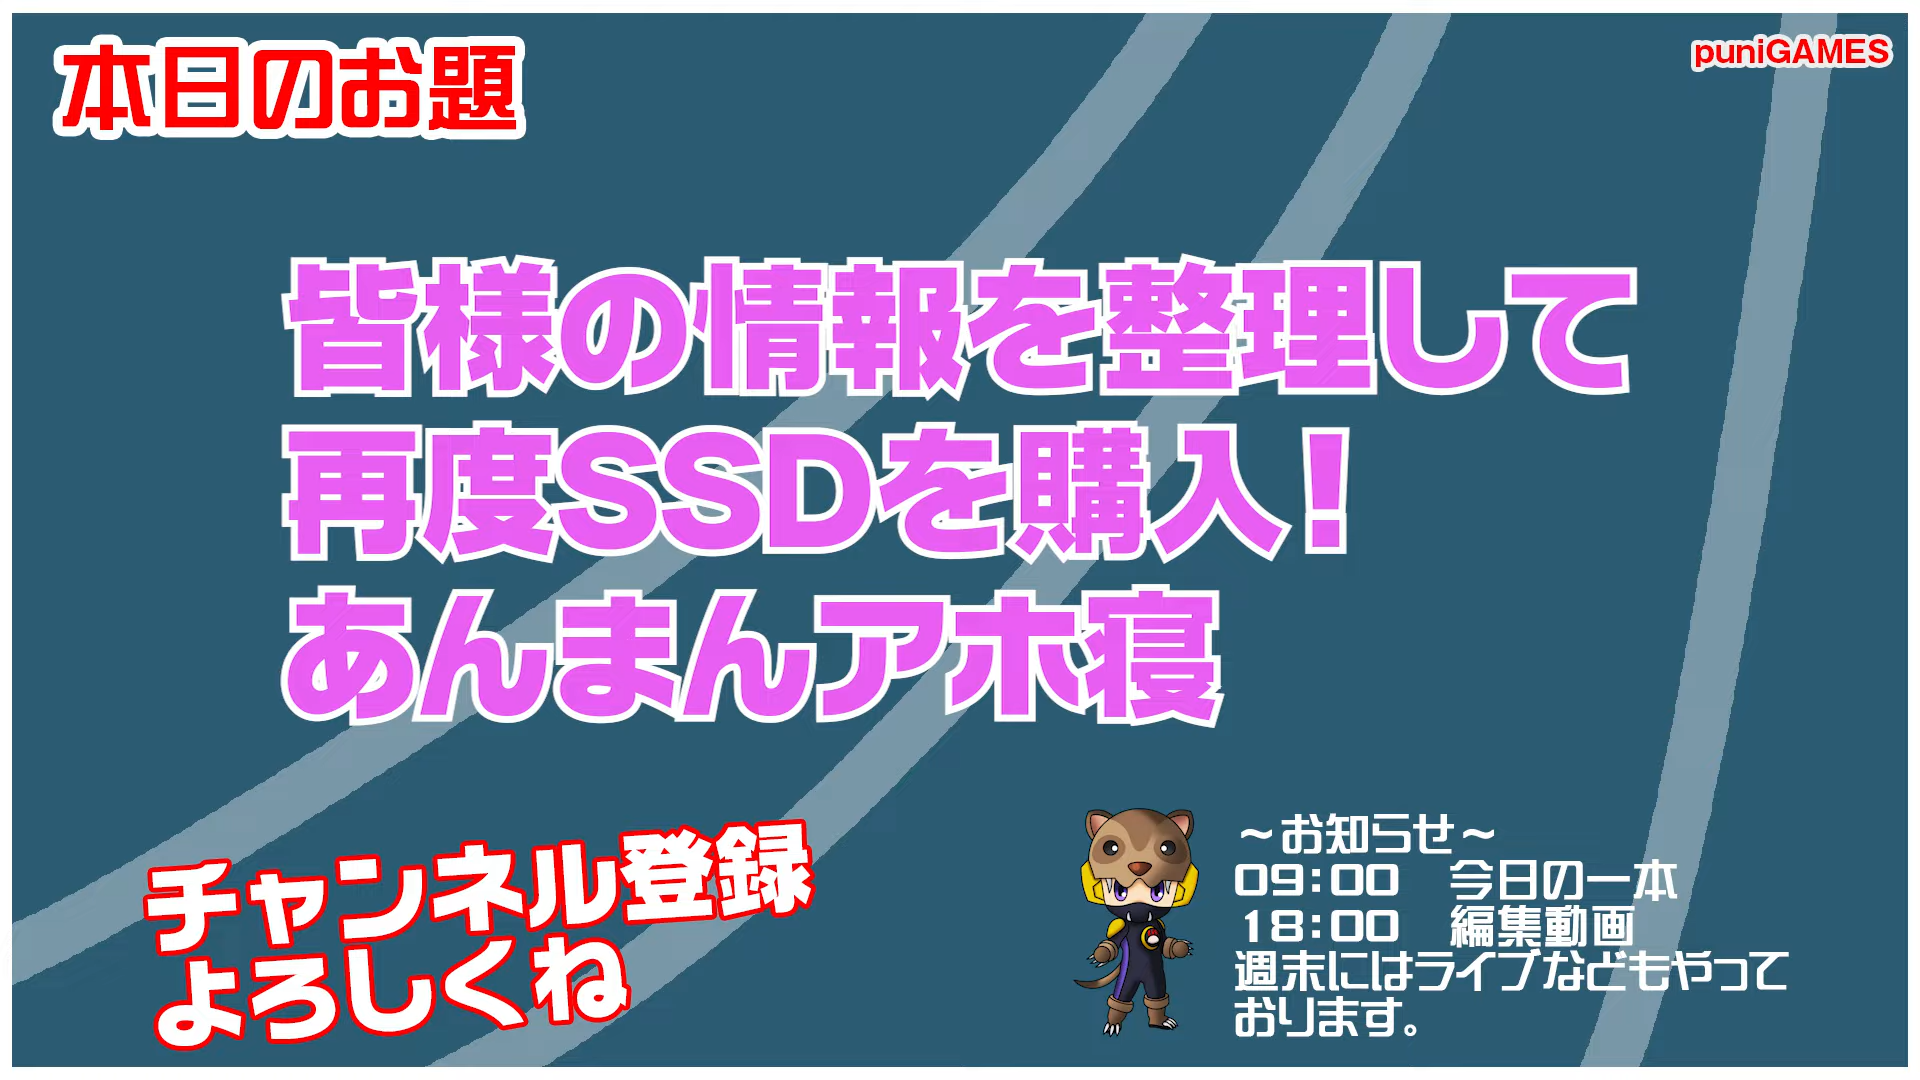 本日のお題
puniGAMES
皆様の情報を整理して
再度SSDを購入！
あんまんアホ寝
チャンネル登録
よろしくね
～お知らせ～
09:00 今日の一本
18:00 編集動画
週末にはライブなどもやって
おります。